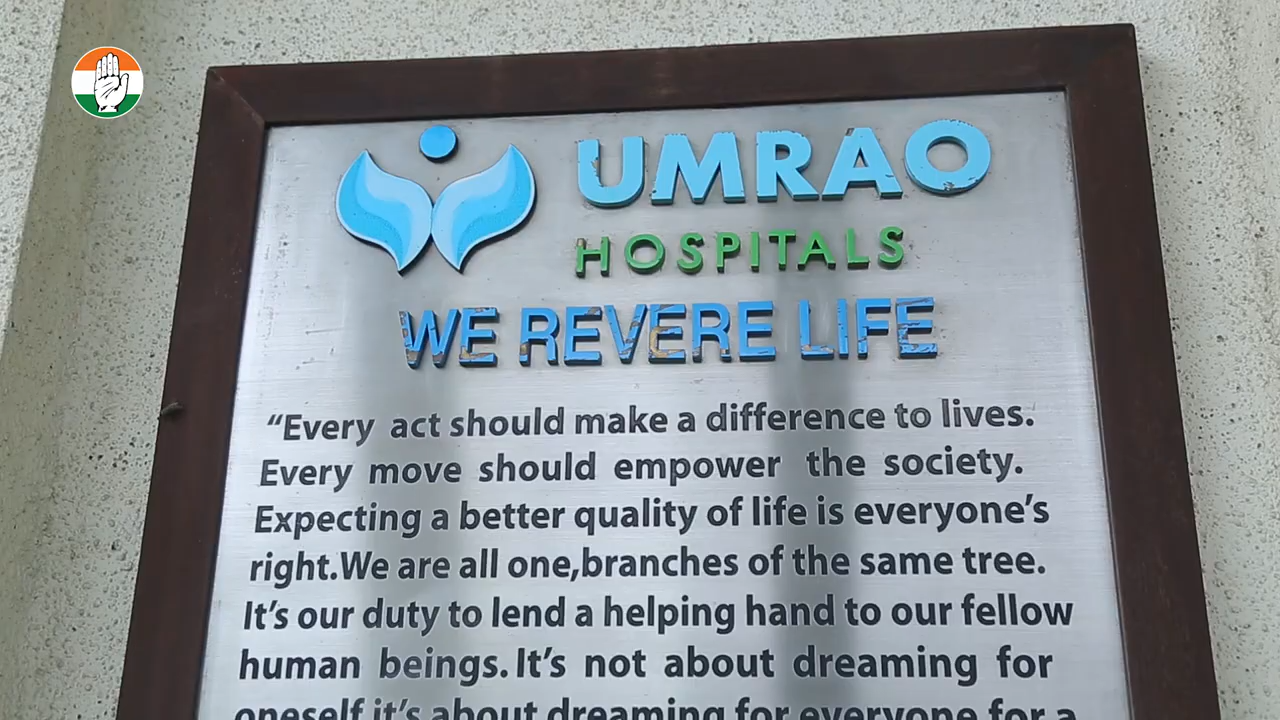 UMRAO
HOSPITALS
WE REVERE LIFE
“Every act should make a difference to lives.
Every move should empower the society.
Expecting a better quality of life is everyone’s
right.We are all one,branches of the same tree.
It’s our duty to lend a helping hand to our fellow
human beings.It’s not about dreaming for
oneself,it’s about dreaming for everyone for a